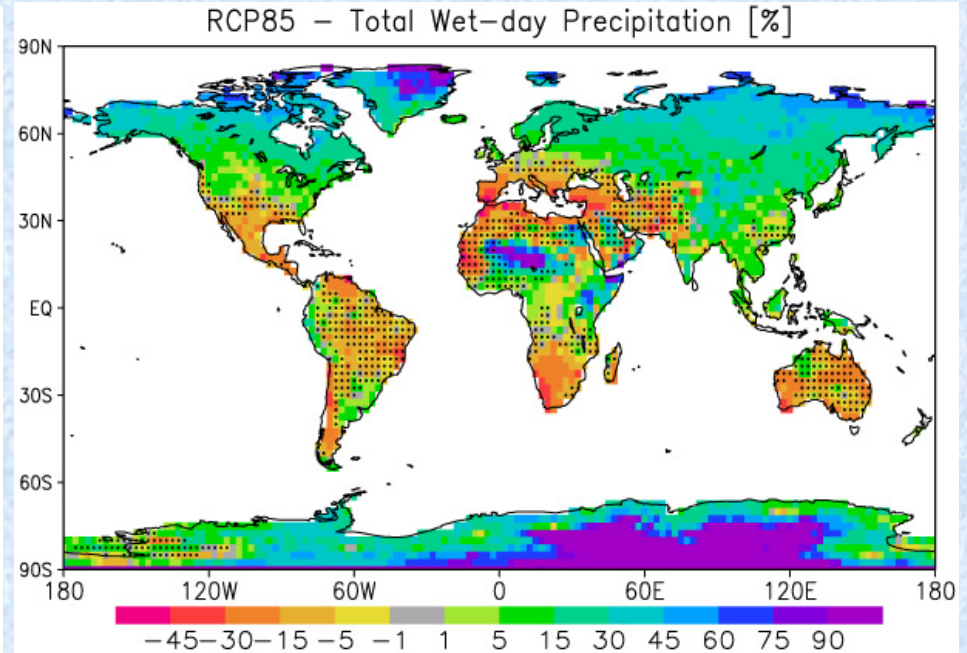 RCP85 – Total Wet-day Precipitation [%]
90N
60N
30N
EQ
30S
60S
90S
180 120W 60W 0 60E 120E 180
-45 -30 -15 -5 -1 1 5 15 30 45 60 75 90